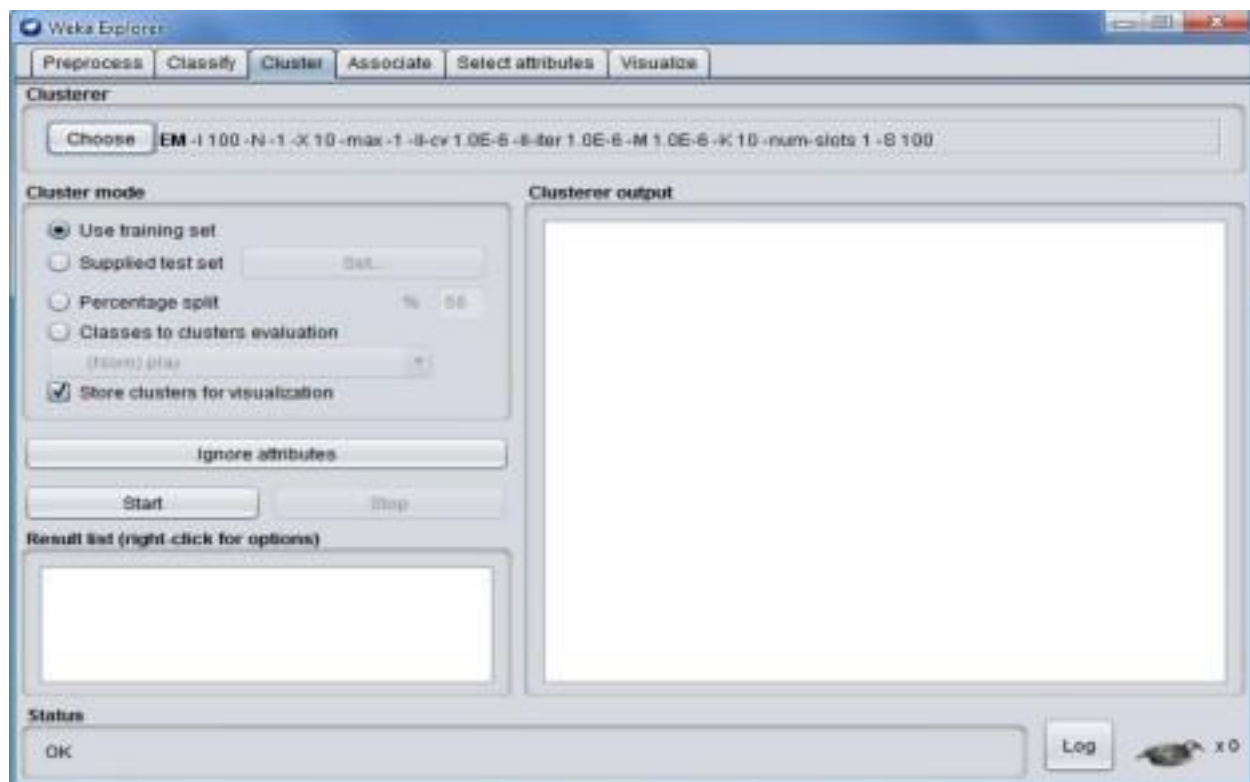 Weka Explorer
Preprocess Classify Cluster Associate Select attributes Visualize
Clusterer
Choose EM -I 100 -N -1 -X 10 -max -1 -ll-cv 1.0E-6 -ll-iter 1.0E-6 -M 1.0E-6 -K 10 -num-slots 1 -S 100
Cluster mode
Use training set
Supplied test set Set...
Percentage split % 66
Classes to clusters evaluation
(Nom) play
Store clusters for visualization
Ignore attributes
Start Stop
Result list (right-click for options)
Clusterer output
Status
OK
Log x 0